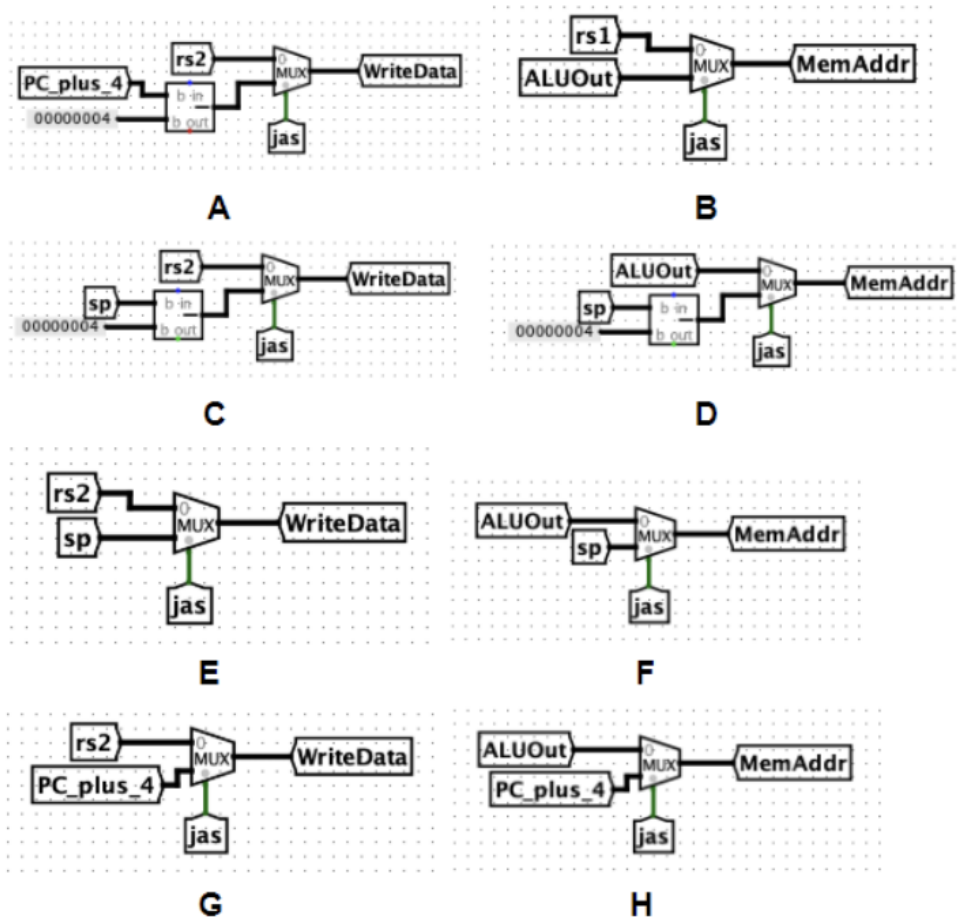 rs2
PC_plus_4
00000004
b in
b out
0
MUX
WriteData
jas
A
rs1
ALUOut
0
MUX
MemAddr
jas
B
rs2
sp
00000004
b in
b out
0
MUX
WriteData
jas
C
ALUOut
sp
00000004
b in
b out
0
MUX
MemAddr
jas
D
rs2
sp
0
MUX
WriteData
jas
E
ALUOut
sp
0
MUX
MemAddr
jas
F
rs2
PC_plus_4
0
MUX
WriteData
jas
G
ALUOut
PC_plus_4
0
MUX
MemAddr
jas
H